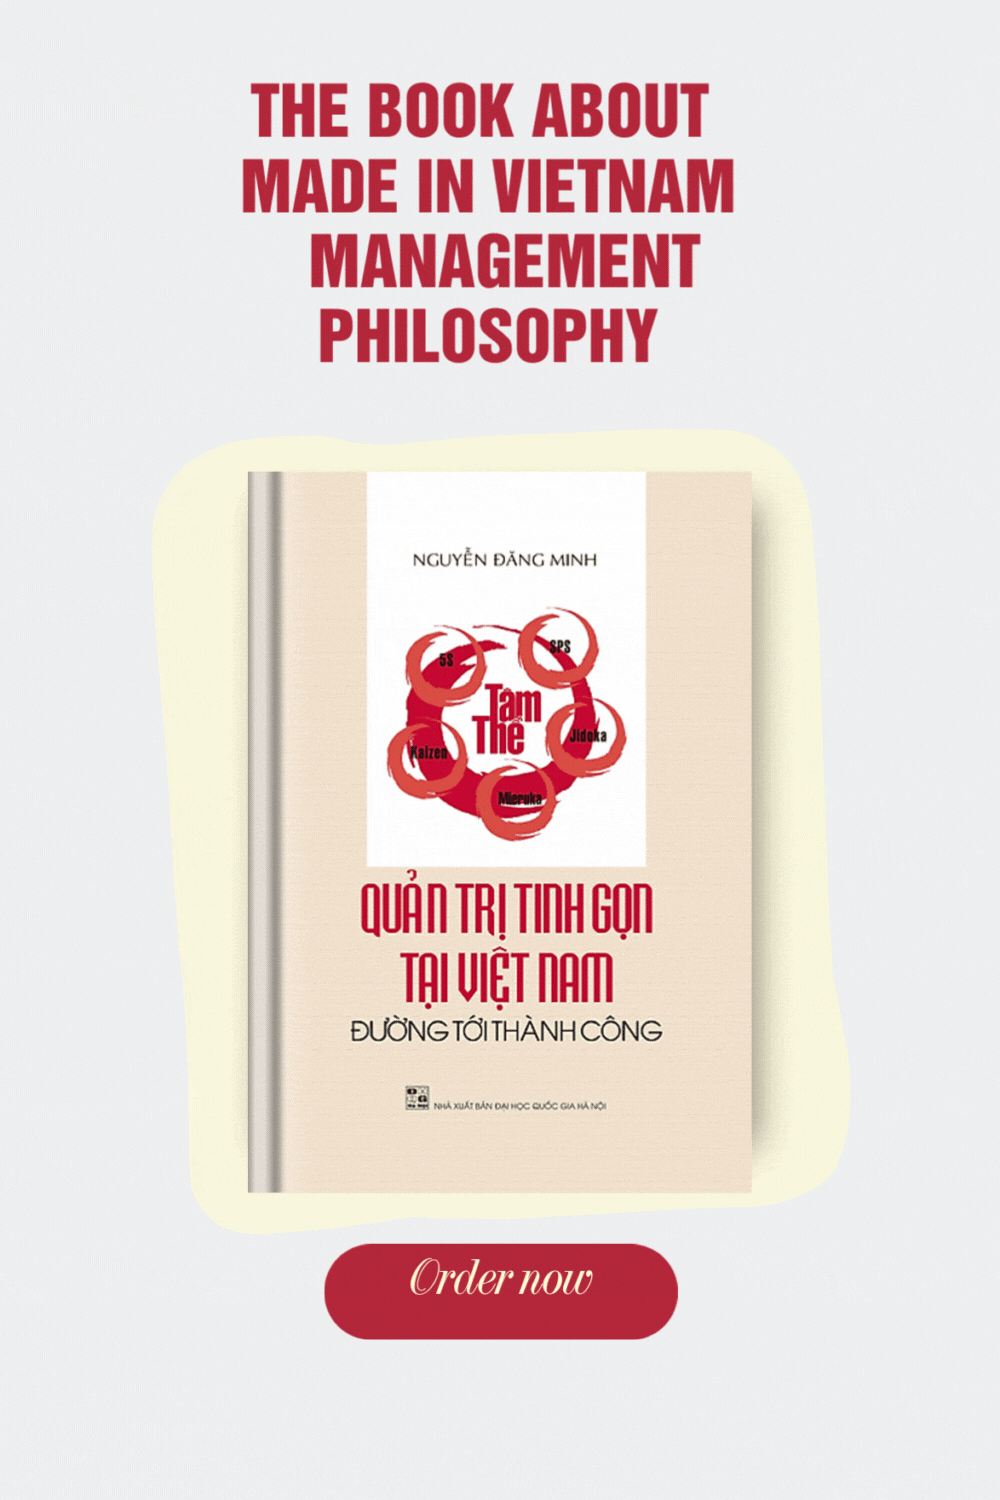 THE BOOK ABOUT
MADE IN VIETNAM
MANAGEMENT
PHILOSOPHY
NGUYỄN ĐĂNG MINH
5S
SPS
Tâm
Thế
Kaizen
Jidoka
Mieruka
QUẢN TRỊ TINH GỌN
TẠI VIỆT NAM
ĐƯỜNG TỚI THÀNH CÔNG
NHÀ XUẤT BẢN ĐẠI HỌC QUỐC GIA HÀ NỘI
Order now